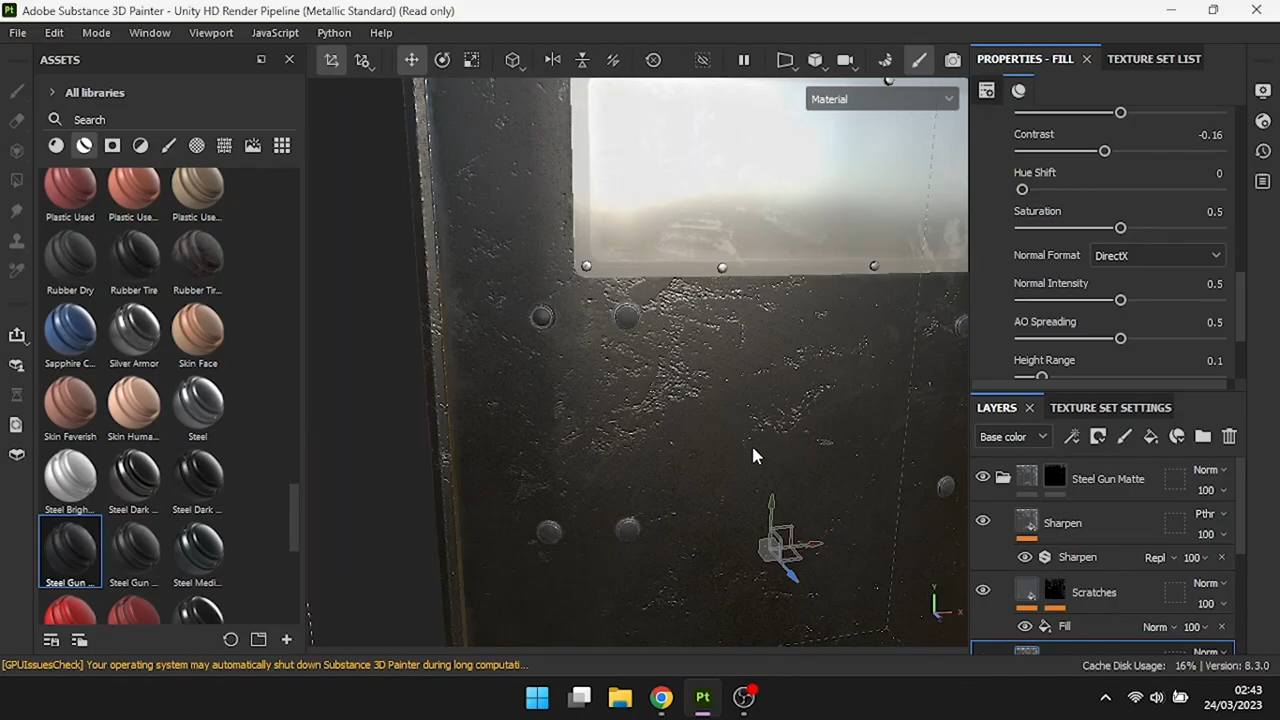 Pt Adobe Substance 3D Painter - Unity HD Render Pipeline (Metallic Standard) (Read only)
File Edit Mode Window Viewport JavaScript Python Help
ASSETS
PROPERTIES - FILL
TEXTURE SET LIST
All libraries
Material
Search
Contrast -0.16
Hue Shift 0
Saturation 0.5
Normal Format DirectX
Normal Intensity 0.5
AO Spreading 0.5
Height Range 0.1
Plastic Used Plastic Use... Plastic Use...
Rubber Dry Rubber Tire Rubber Tir...
Sapphire C... Silver Armor Skin Face
Skin Feverish Skin Huma... Steel
Steel Brigh... Steel Dark ... Steel Dark ...
Steel Gun ... Steel Gun ... Steel Medi...
LAYERS TEXTURE SET SETTINGS
Base color
Steel Gun Matte Norm
100
Sharpen Pthr
100
Sharpen Repl 100
Scratches Norm
100
Fill Norm 100
Norm
Y
X
[GPUIssuesCheck] Your operating system may automatically shut down Substance 3D Painter during long computati...
Cache Disk Usage: 16% | Version: 8.3.0
Pt
02:43
24/03/2023